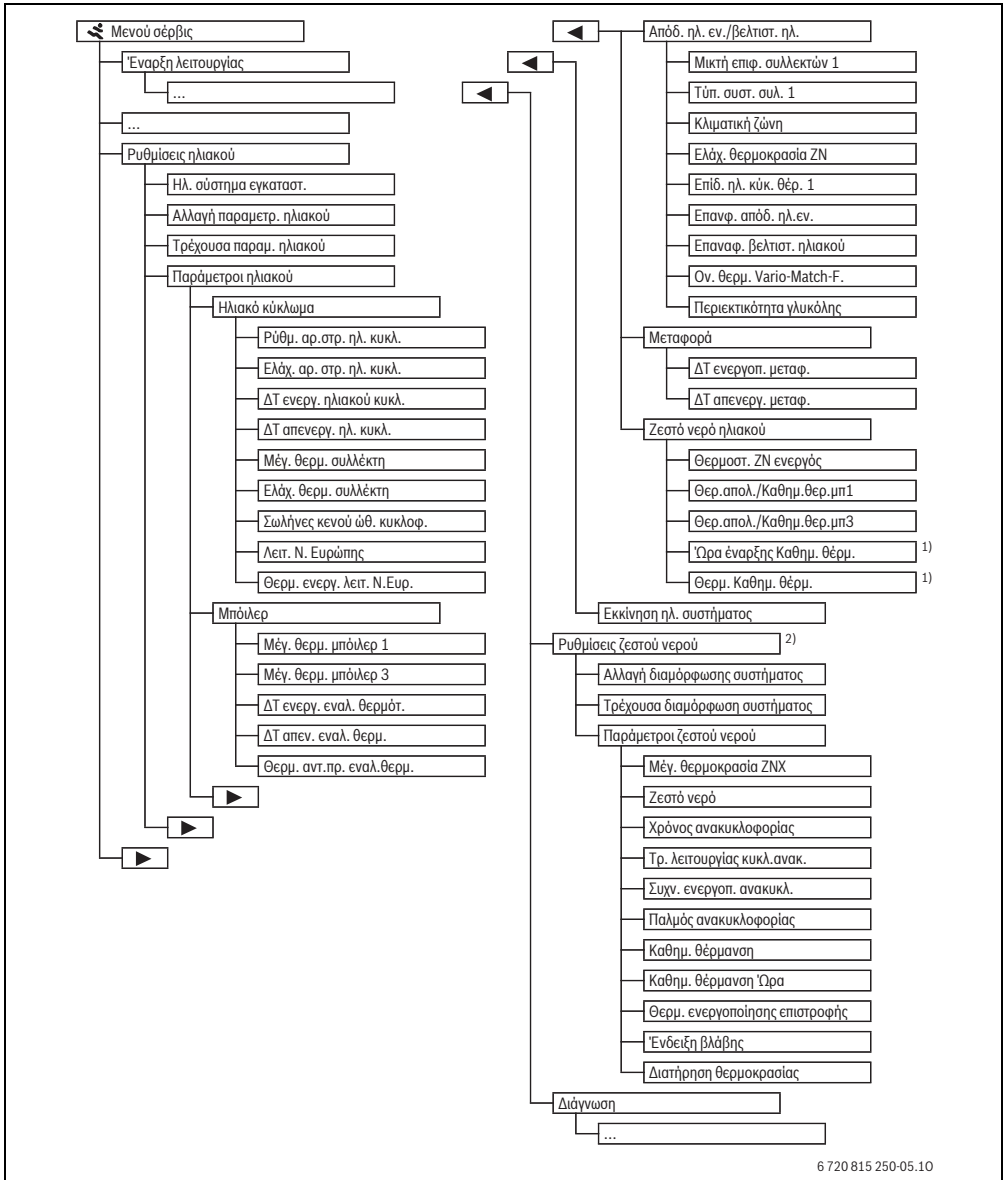 Μενού σέρβις
Έναρξη λειτουργίας
...
...
Ρυθμίσεις ηλιακού
Ηλ. σύστημα εγκαταστ.
Αλλαγή παραμετρ. ηλιακού
Τρέχουσα παραμ. ηλιακού
Παράμετροι ηλιακού
Ηλιακό κύκλωμα
Ρύθμ. αρ.στρ. ηλ. κυκλ.
Ελάχ. αρ. στρ. ηλ. κυκλ.
ΔT ενεργ. ηλιακού κυκλ.
ΔT απενεργ. ηλ. κυκλ.
Μέγ. θερμ. συλλέκτη
Ελάχ. θερμ. συλλέκτη
Σωλήνες κενού ώθ. κυκλοφ.
Λειτ. Ν. Ευρώπης
Θερμ. ενεργ. λειτ. Ν.Ευρ.
Μπόιλερ
Μέγ. θερμ. μπόιλερ 1
Μέγ. θερμ. μπόιλερ 3
ΔT ενεργ. εναλ. θερμότ.
ΔT απεν. εναλ. θερμ.
Θερμ. αντ.πρ. εναλ.θερμ.
Απόδ. ηλ. εν./βελτιστ. ηλ.
Μικτή επιφ. συλλεκτών 1
Τύπ. συστ. συλ. 1
Κλιματική ζώνη
Ελάχ. θερμοκρασία ΖΝ
Επίδ. ηλ. κύκ. θέρ. 1
Επανφ. απόδ. ηλ.εν.
Επαναφ. βελτιστ. ηλιακού
Ον. θερμ. Vario-Match-F.
Περιεκτικότητα γλυκόλης
Μεταφορά
ΔT ενεργοπ. μεταφ.
ΔT απενεργ. μεταφ.
Ζεστό νερό ηλιακού
Θερμοστ. ΖΝ ενεργός
Θερ.απολ./Καθημ.θερ.μπ1
Θερ.απολ./Καθημ.θερ.μπ3
Ώρα έναρξης Καθημ. θέρμ. 1)
Θερμ. Καθημ. θέρμ. 1)
Εκκίνηση ηλ. συστήματος
Ρυθμίσεις ζεστού νερού 2)
Αλλαγή διαμόρφωσης συστήματος
Τρέχουσα διαμόρφωση συστήματος
Παράμετροι ζεστού νερού
Μέγ. θερμοκρασία ΖΝΧ
Ζεστό νερό
Χρόνος ανακυκλοφορίας
Τρ. λειτουργίας κυκλ.ανακ.
Συχν. ενεργοπ. ανακυκλ.
Παλμός ανακυκλοφορίας
Καθημ. θέρμανση
Καθημ. θέρμανση Ώρα
Θερμ. ενεργοποίησης επιστροφής
Ένδειξη βλάβης
Διατήρηση θερμοκρασίας
Διάγνωση
...
6 720 815 250-05.1O